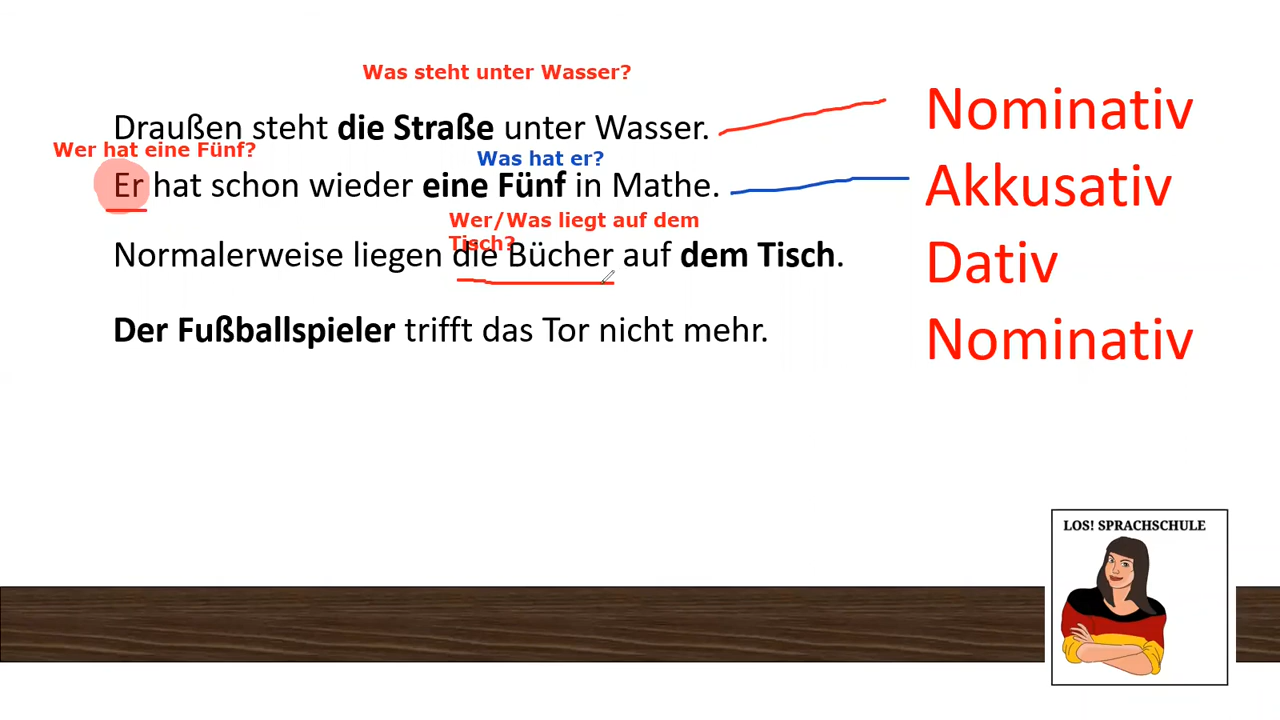 Was steht unter Wasser?
Draußen steht die Straße unter Wasser.
Nominativ
Wer hat eine Fünf?
Was hat er?
Er hat schon wieder eine Fünf in Mathe.
Akkusativ
Wer/Was liegt auf dem
Tisch?
Normalerweise liegen die Bücher auf dem Tisch.
Dativ
Der Fußballspieler trifft das Tor nicht mehr.
Nominativ
LOS! SPRACHSCHULE